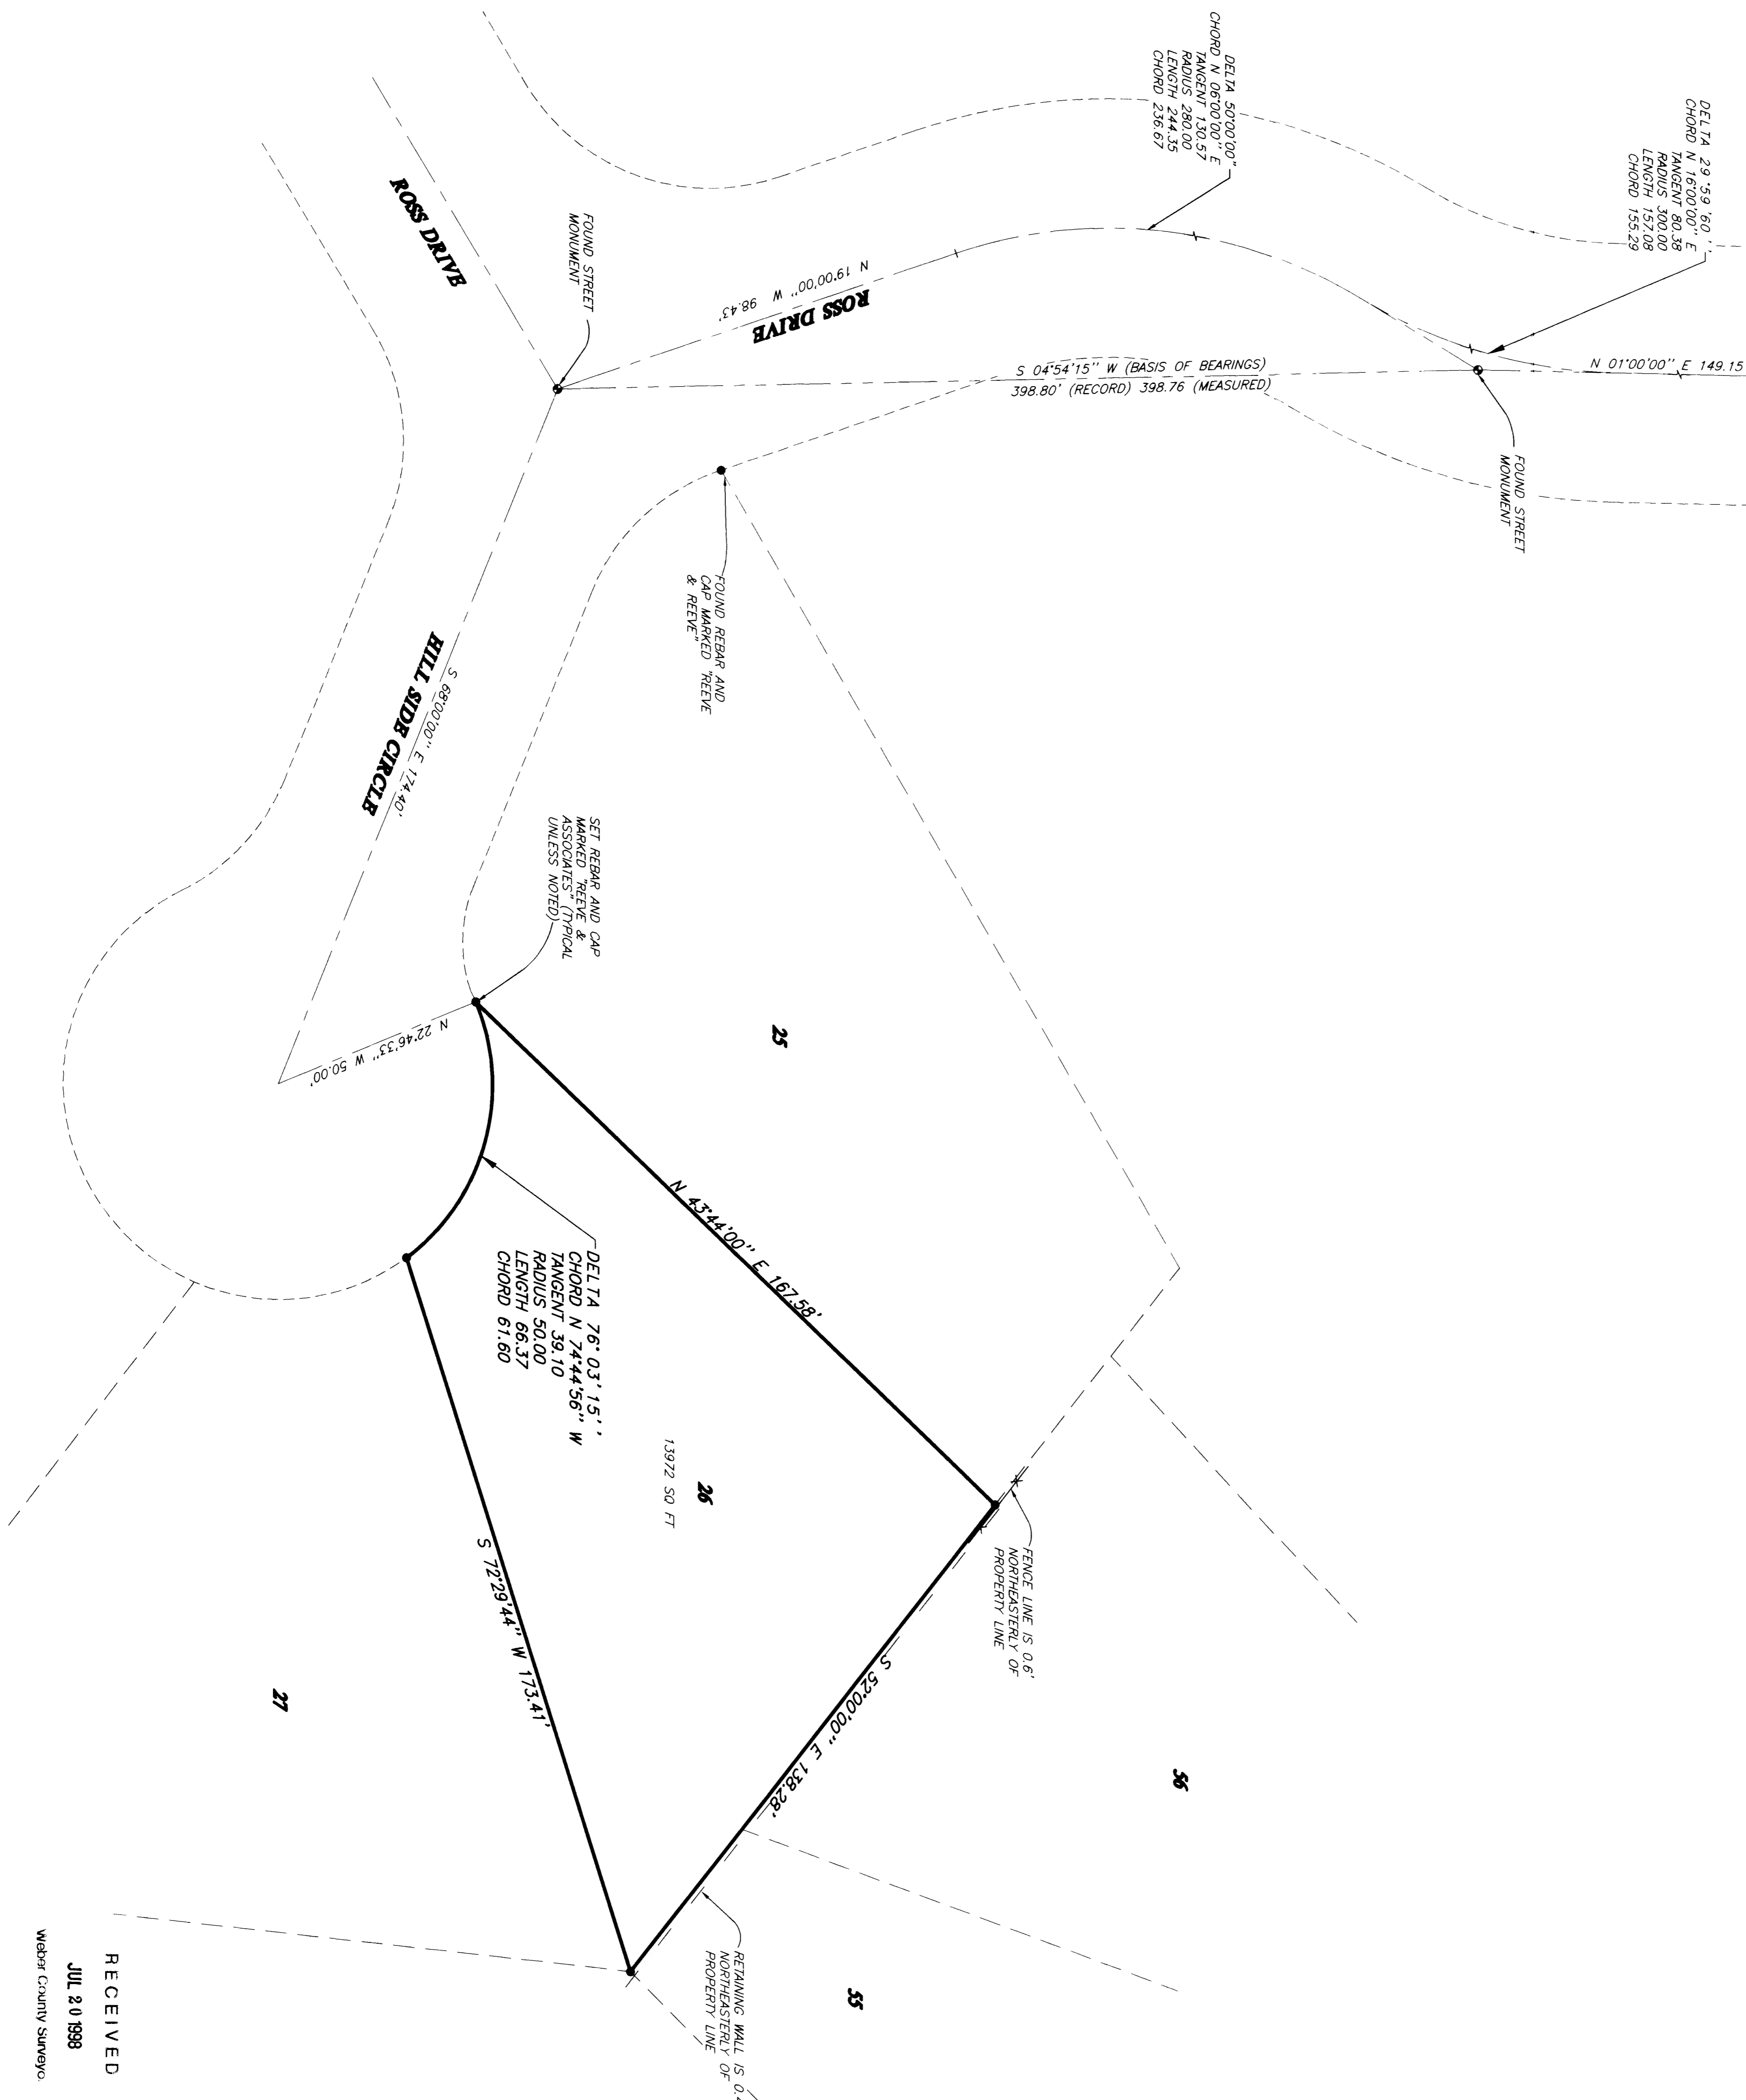 DELTA 29°59'60''
CHORD N 16°00'00'' E
TANGENT 80.38
RADIUS 300.00
LENGTH 157.08
CHORD 155.29
DELTA 50°00'00''
CHORD N 06°00'00'' E
TANGENT 130.57
RADIUS 280.00
LENGTH 244.35
CHORD 236.67
N 01°00'00'' E 149.15
S 04°54'15'' W (BASIS OF BEARINGS)
398.80' (RECORD) 398.76 (MEASURED)
FOUND STREET
MONUMENT
N 19°00'00'' W 98.43'
ROSS DRIVE
FOUND STREET
MONUMENT
ROSS DRIVE
FOUND REBAR AND
CAP MARKED "REEVE
& REEVE"
S 68°00'00'' E 174.40'
HILL SIDE CIRCLE
SET REBAR AND CAP
MARKED "REEVE &
ASSOCIATES" (TYPICAL
UNLESS NOTED)
N 22°46'33'' W 50.00'
25
N 43°44'00'' E 167.58'
DELTA 76° 03' 15''
CHORD N 74°44'56'' W
TANGENT 39.10
RADIUS 50.00
LENGTH 66.37
CHORD 61.60
26
13972 SQ FT
FENCE LINE IS 0.6'
NORTHEASTERLY OF
PROPERTY LINE
S 52°00'00'' E 138.28'
S 72°29'44'' W 173.41'
56
27
55
RETAINING WALL IS
NORTHEASTERLY OF
PROPERTY LINE
RECEIVED
JUL 20 1998
Weber County Surveyo